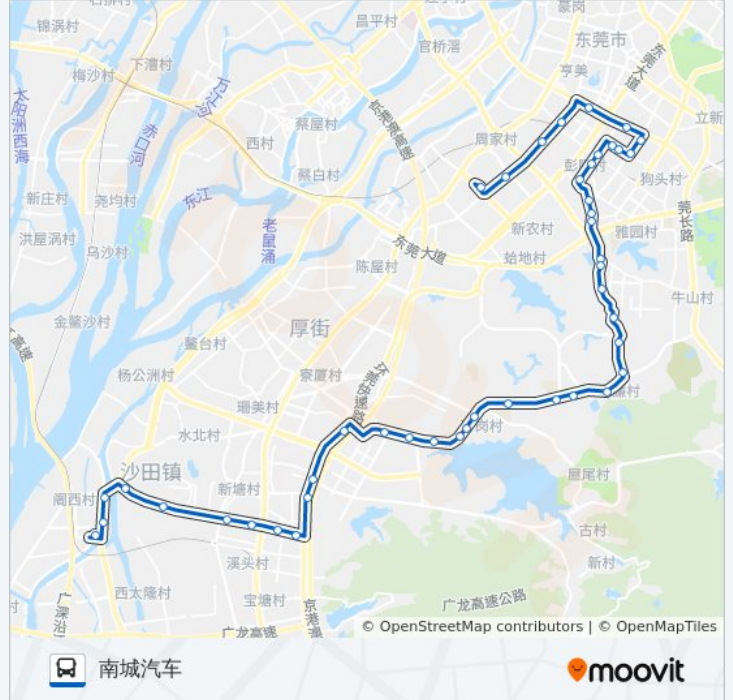 锦涡村
昌平村
豪岗
官桥滘
东莞市
东莞大道
下漕村
梅沙村
万江河
亨美
太阳洲西海
赤口河
蔡屋村
京港澳高速
周家村
立新
西村
蔡白村
狗头村
新庄村
尧均村
东江
老鼠涌
新农村
雅园村
莞长路
洪屋涡村
乌沙村
东莞大道
蛤地村
陈屋村
牛山村
金鳌沙村
厚街
鳌台村
高速
杨公洲村
寮厦村
环莞快速路
珊美村
岗村
水北村
沙田镇
新塘村
屋尾村
阁西村
古村
溪头村
新村
西太隆村
宝塘村
村
广深沿江
京港澳
广龙高速公路
广龙高速
© OpenStreetMap contributors | © OpenMapTiles
南城汽车
moovit